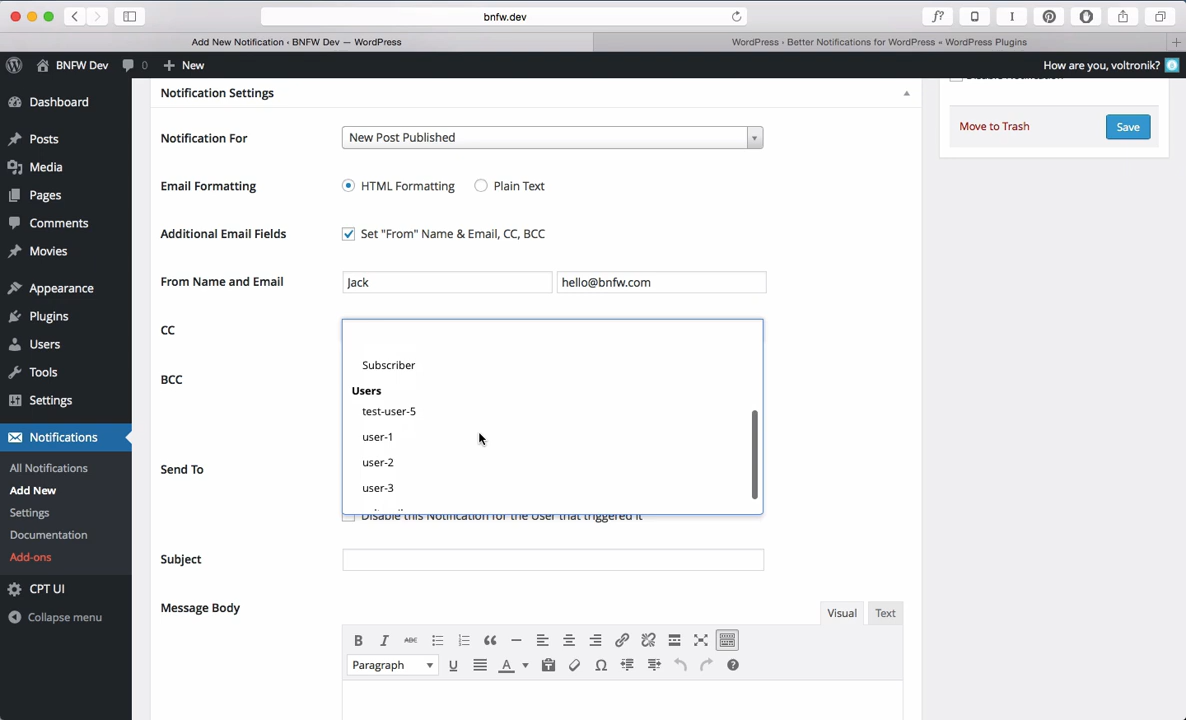 bnfw.dev
f?
Add New Notification ‹ BNFW Dev — WordPress
WordPress › Better Notifications for WordPress « WordPress Plugins
BNFW Dev
0
New
How are you, voltronik?
Dashboard
Posts
Media
Pages
Comments
Movies
Appearance
Plugins
Users
Tools
Settings
Notifications
All Notifications
Add New
Settings
Documentation
Add-ons
CPT UI
Collapse menu
Notification Settings
Notification For
New Post Published
Email Formatting
HTML Formatting
Plain Text
Additional Email Fields
Set "From" Name & Email, CC, BCC
From Name and Email
Jack
hello@bnfw.com
CC
Subscriber
Users
test-user-5
user-1
user-2
user-3
BCC
Send To
Disable this Notification for the User that triggered it
Subject
Message Body
Visual
Text
B I ABC
Paragraph
U A Ω ?
Disable Notification
Move to Trash
Save